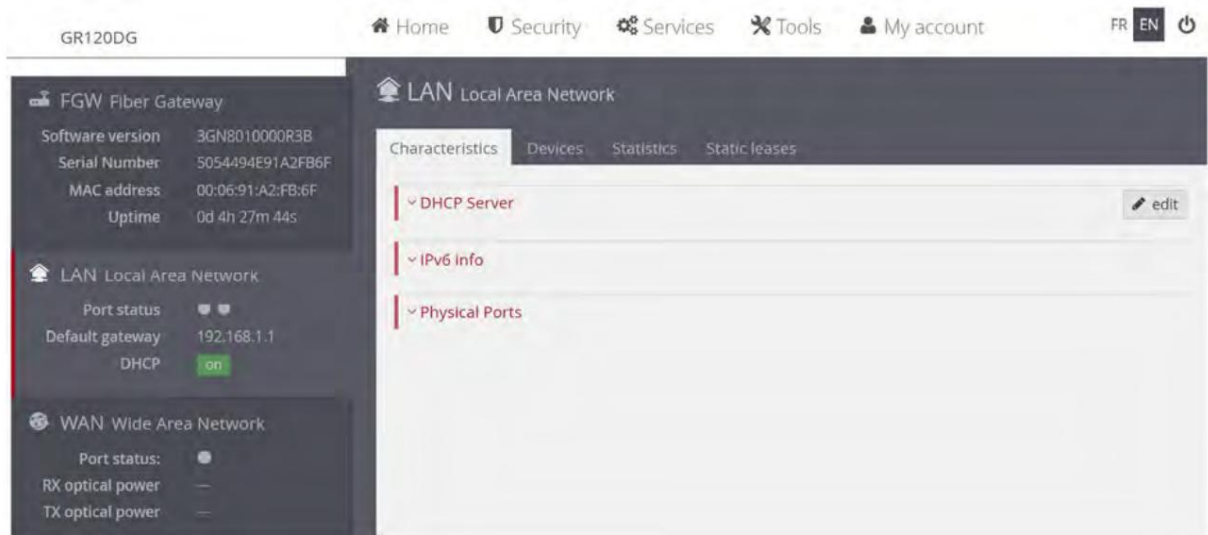 GR120DG
Home Security Services Tools My account FR EN
FGW Fiber Gateway
Software version 3GN8010000R3B
Serial Number 5054494E91A2FB6F
MAC address 00:06:91:A2:FB:6F
Uptime 0d 4h 27m 44s
LAN Local Area Network
Port status
Default gateway 192.168.1.1
DHCP on
WAN Wide Area Network
Port status:
RX optical power —
TX optical power —
LAN Local Area Network
Characteristics Devices Statistics Static leases
DHCP Server edit
IPv6 info
Physical Ports